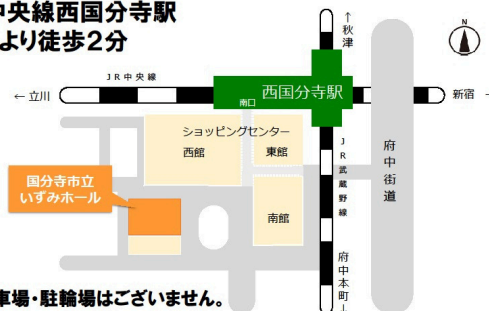 中央線西国分寺駅
より徒歩2分
↑秋津
N
JR中央線
←立川
西国分寺駅
南口
新宿→
ショッピングセンター
西館
東館
JR武蔵野線
府中街道
国分寺市立
いずみホール
南館
府中本町↓
車場・駐輪場はございません。